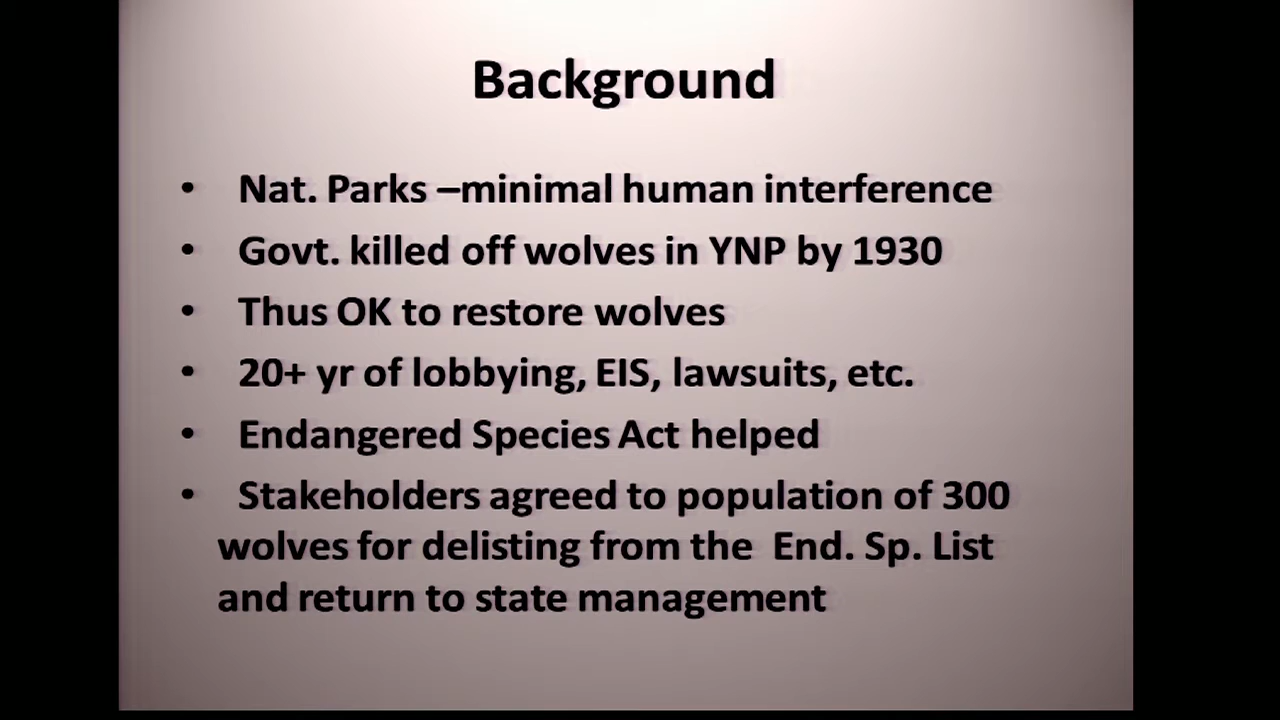 Background
• Nat. Parks –minimal human interference
• Govt. killed off wolves in YNP by 1930
• Thus OK to restore wolves
• 20+ yr of lobbying, EIS, lawsuits, etc.
• Endangered Species Act helped
• Stakeholders agreed to population of 300
wolves for delisting from the End. Sp. List
and return to state management